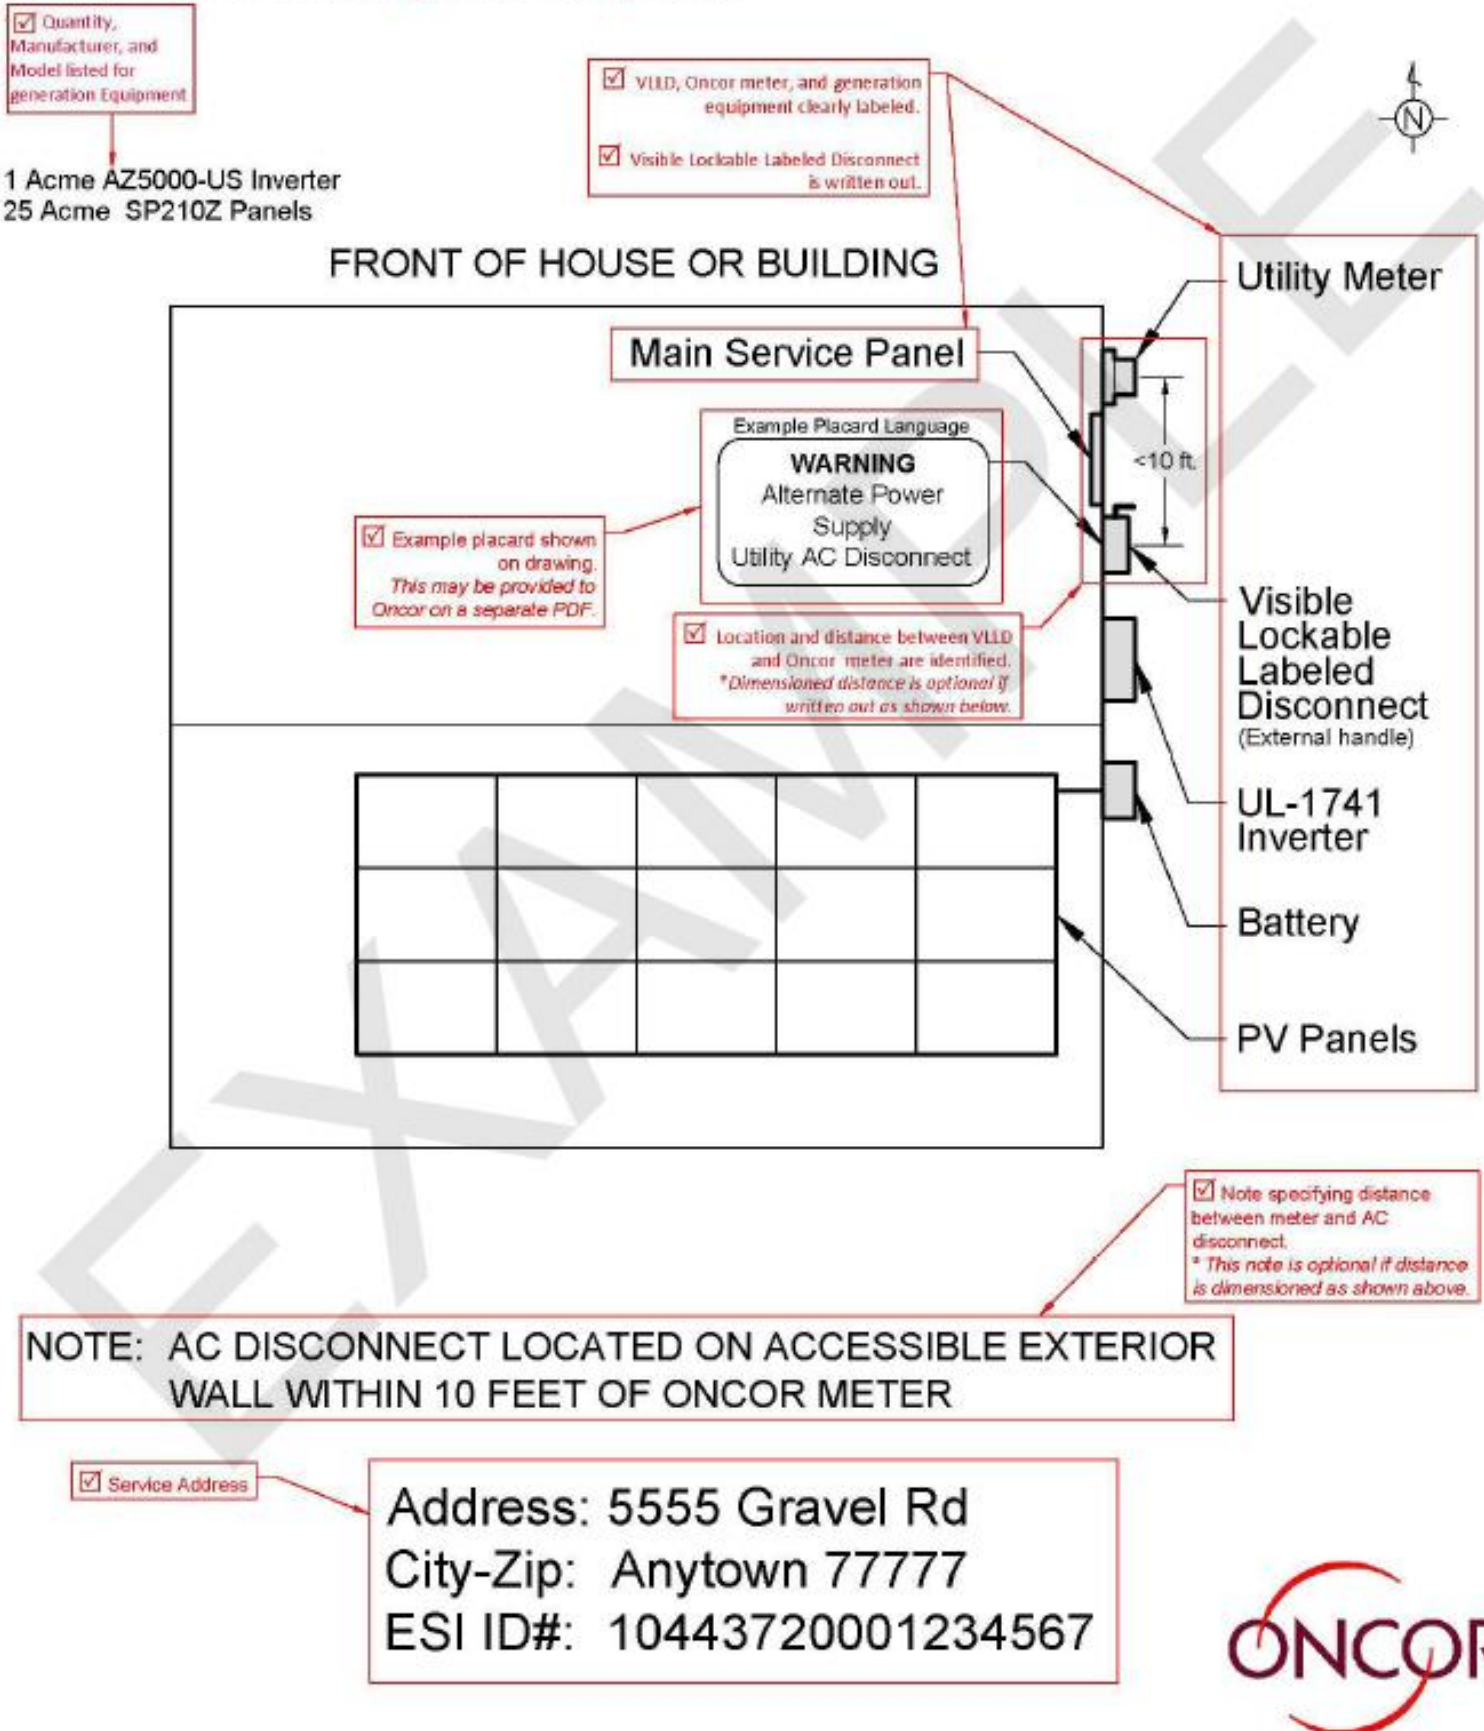 ☑ Quantity,
Manufacturer, and
Model listed for
generation Equipment
1 Acme AZ5000-US Inverter
25 Acme SP210Z Panels
☑ VLLD, Oncor meter, and generation
equipment clearly labeled.
☑ Visible Lockable Labeled Disconnect
is written out.
N
FRONT OF HOUSE OR BUILDING
Utility Meter
Main Service Panel
Example Placard Language
WARNING
Alternate Power
Supply
Utility AC Disconnect
<10 ft.
☑ Example placard shown
on drawing.
This may be provided to
Oncor on a separate PDF.
☑ Location and distance between VLLD
and Oncor meter are identified.
*Dimensioned distance is optional if
written out as shown below.
Visible
Lockable
Labeled
Disconnect
(External handle)
UL-1741
Inverter
Battery
PV Panels
EXAMPLE
☑ Note specifying distance
between meter and AC
disconnect.
* This note is optional if distance
is dimensioned as shown above.
NOTE: AC DISCONNECT LOCATED ON ACCESSIBLE EXTERIOR
WALL WITHIN 10 FEET OF ONCOR METER
☑ Service Address
Address: 5555 Gravel Rd
City-Zip: Anytown 77777
ESI ID#: 10443720001234567
ONCOR